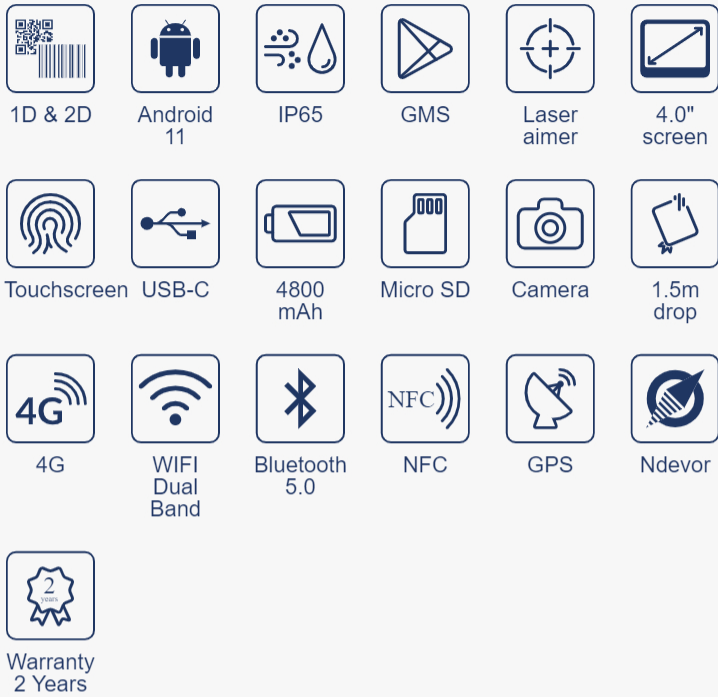 1D & 2D
Android
11
IP65
GMS
Laser
aimer
4.0"
screen
Touchscreen
USB-C
4800
mAh
Micro SD
Camera
1.5m
drop
4G
4G
WIFI
Dual
Band
Bluetooth
5.0
NFC
NFC
GPS
Ndevor
2
years
Warranty
2 Years